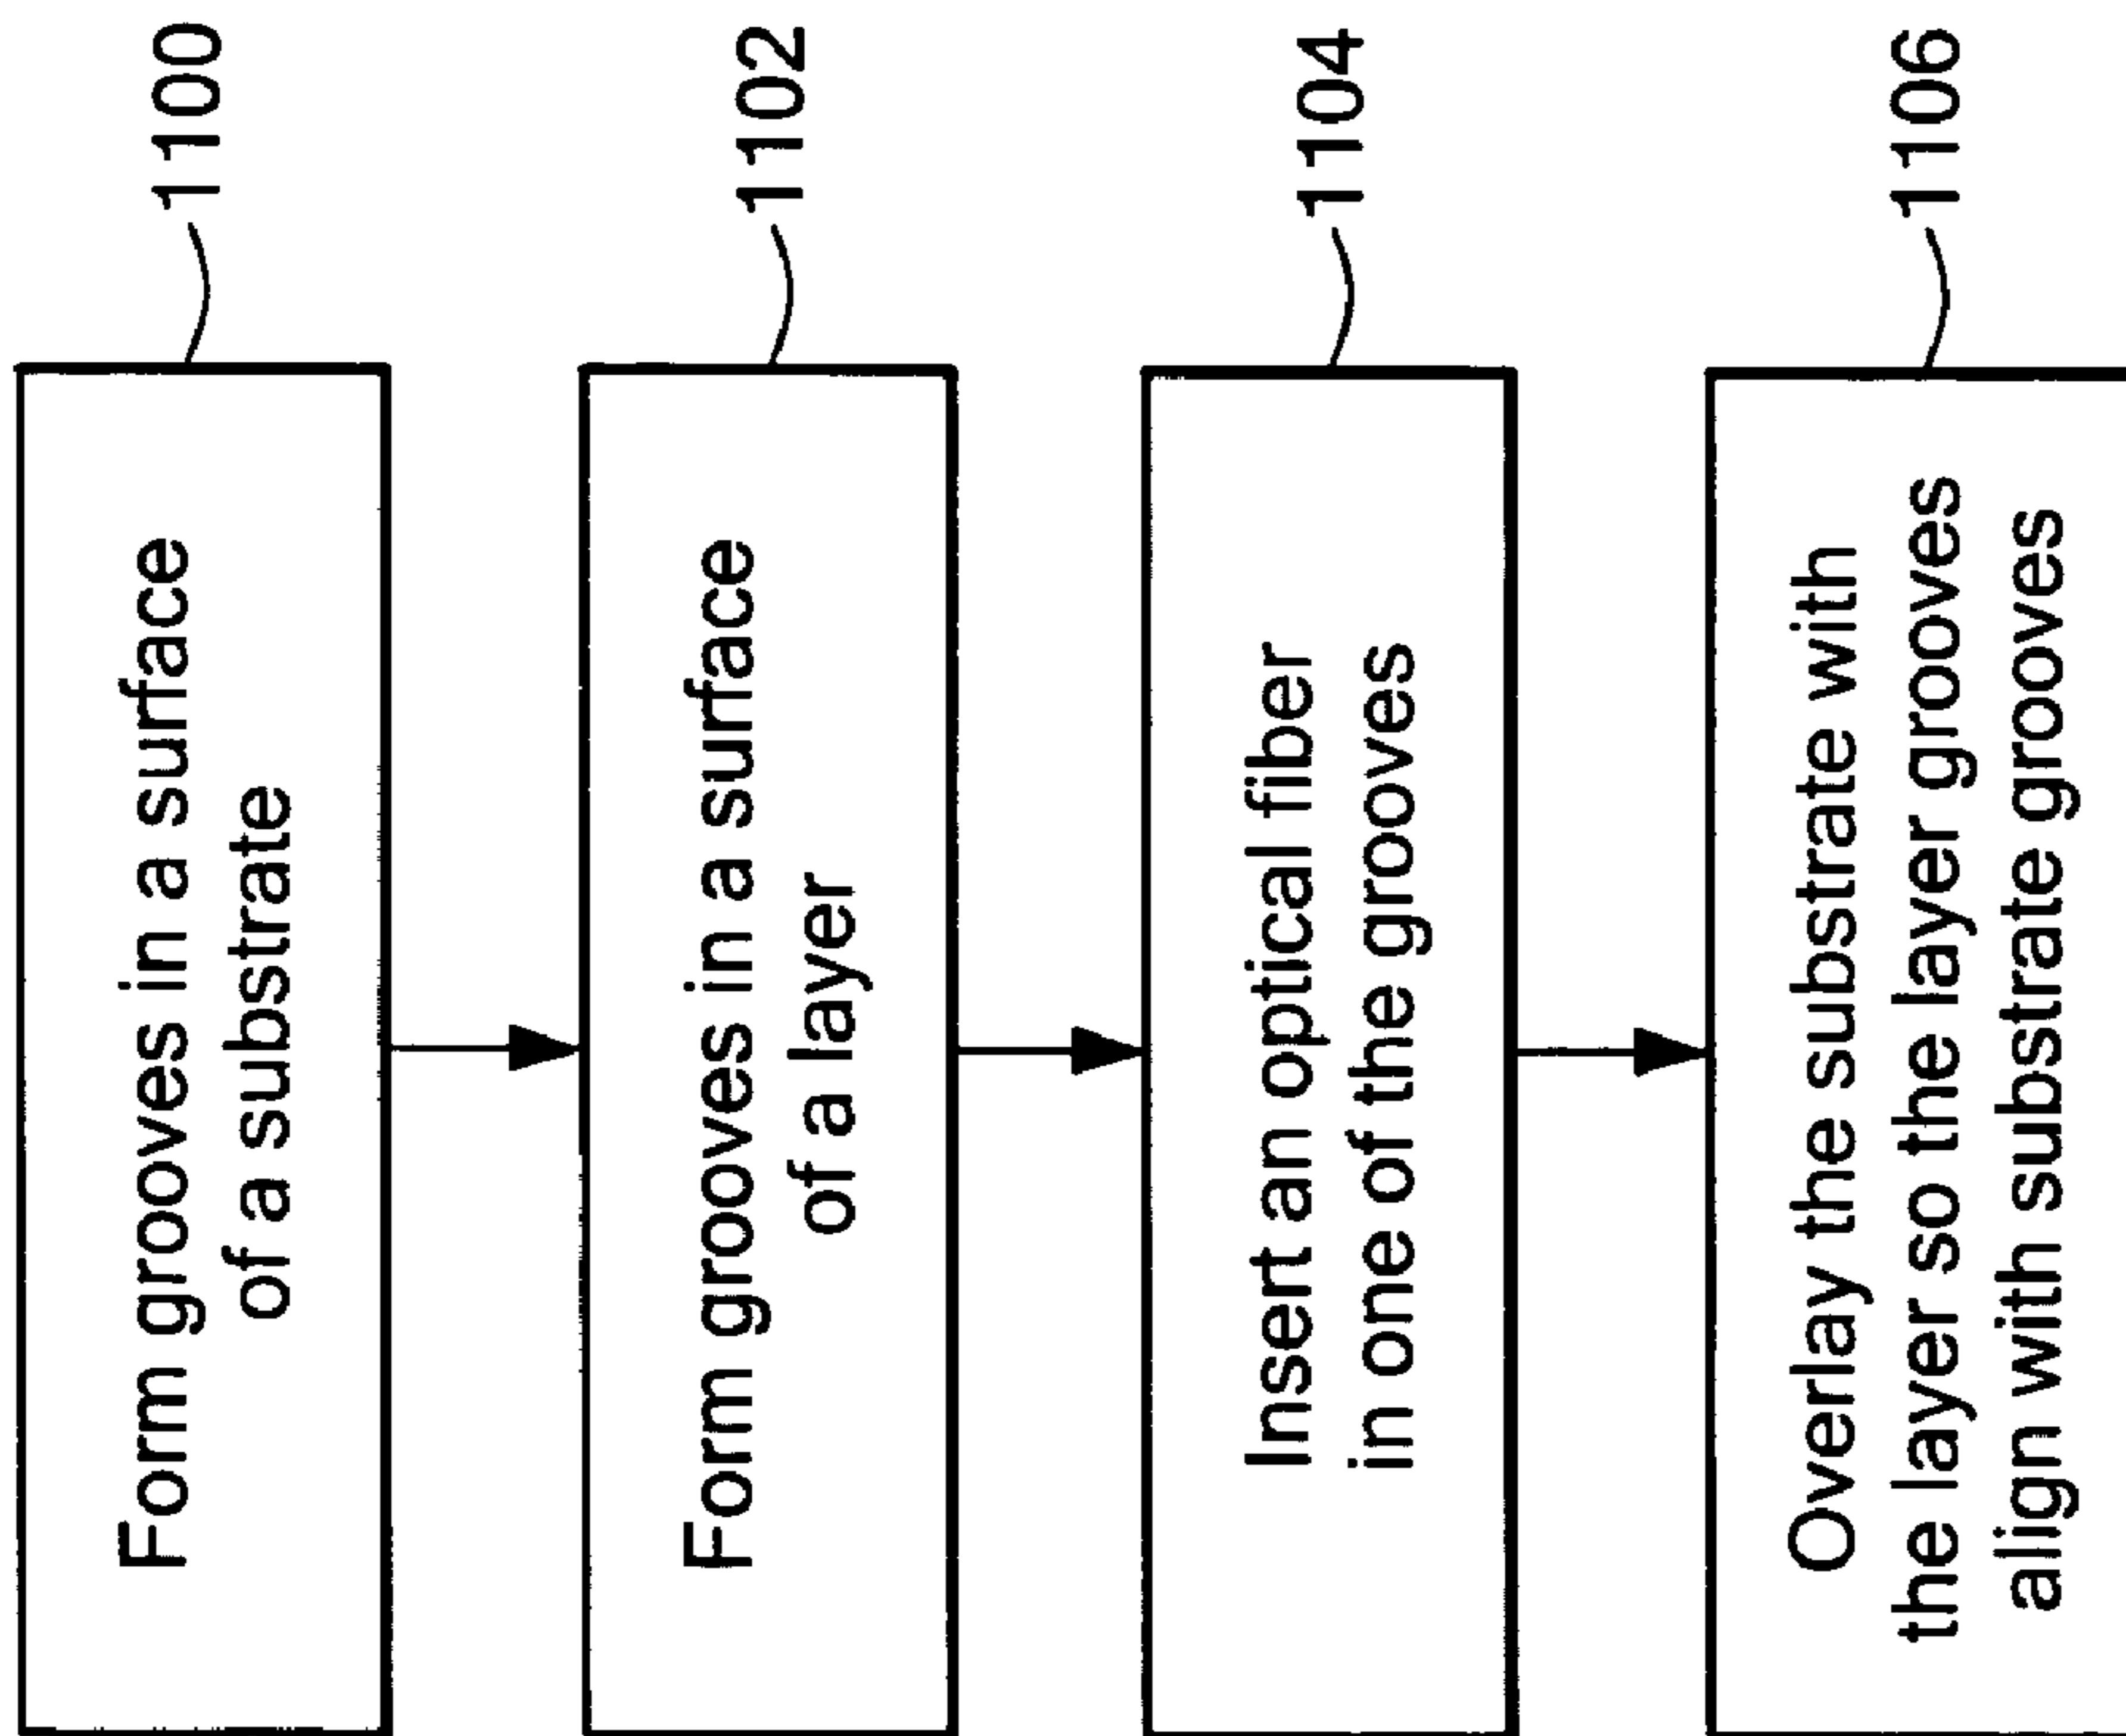 Form grooves in a surface
of a substrate
1100
Form grooves in a surface
of a layer
1102
Insert an optical fiber
in one of the grooves
1104
Overlay the substrate with
the layer so the layer grooves
align with substrate grooves
1106